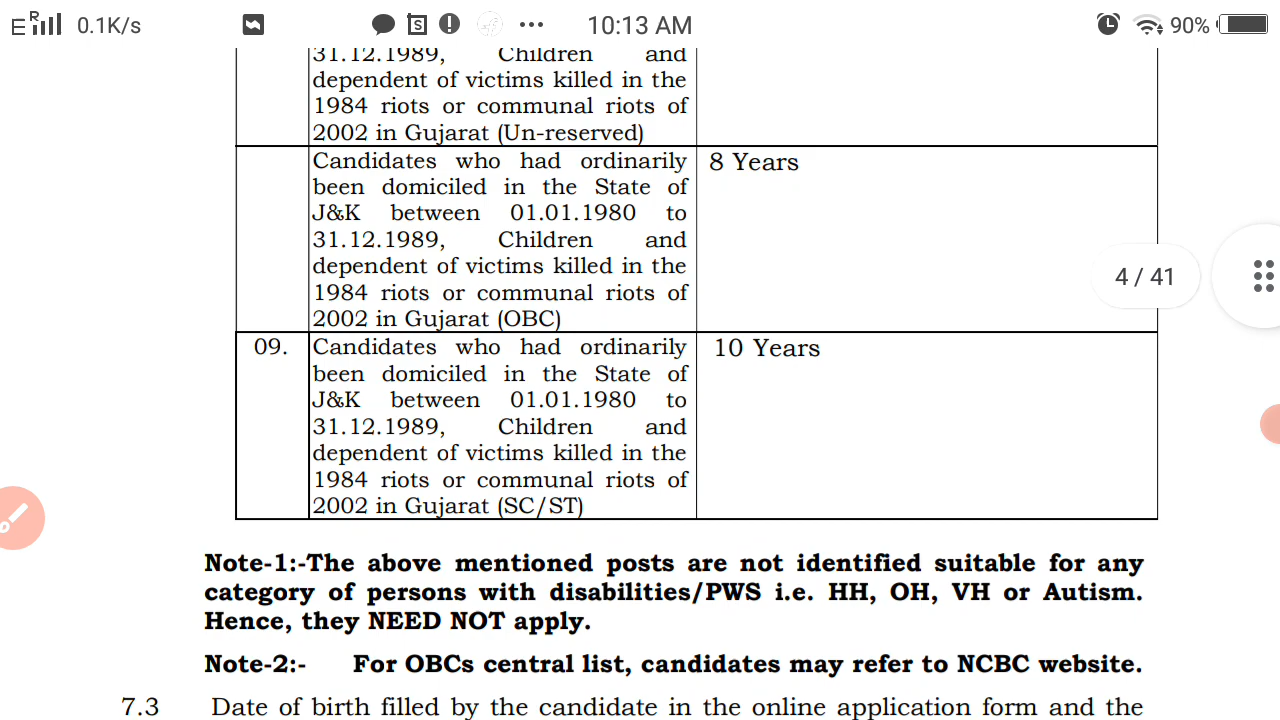 0.1K/s
10:13 AM
90%
31.12.1989, Children and
dependent of victims killed in the
1984 riots or communal riots of
2002 in Gujarat (Un-reserved)
Candidates who had ordinarily
been domiciled in the State of
J&K between 01.01.1980 to
31.12.1989, Children and
dependent of victims killed in the
1984 riots or communal riots of
2002 in Gujarat (OBC)
8 Years
4 / 41
09.
Candidates who had ordinarily
been domiciled in the State of
J&K between 01.01.1980 to
31.12.1989, Children and
dependent of victims killed in the
1984 riots or communal riots of
2002 in Gujarat (SC/ST)
10 Years
Note-1:-The above mentioned posts are not identified suitable for any
category of persons with disabilities/PWS i.e. HH, OH, VH or Autism.
Hence, they NEED NOT apply.
Note-2:- For OBCs central list, candidates may refer to NCBC website.
7.3 Date of birth filled by the candidate in the online application form and the